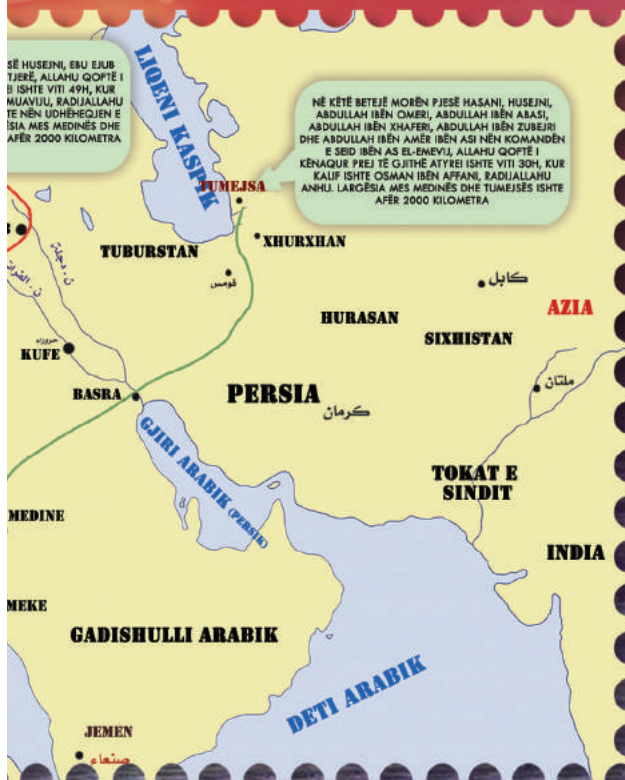 SË HUSEJNI, EBU EJUB
TJERË, ALLAHU QOFTË I
ISHTE VITI 49H, KUR
MUAVIJU, RADIJALLAHU
TE NËN UDHËHEQJEN E
ËSIA MES MEDINËS DHE
AFËR 2000 KILOMETRA
NË KËTË BETEJË MORËN PJESË HASANI, HUSEJNI,
ABDULLAH IBËN OMERI, ABDULLAH IBËN ABASI,
ABDULLAH IBËN XHAFERI, ABDULLAH IBËN ZUBEJRI
DHE ABDULLAH IBËN AMËR IBËN ASI NËN KOMANDËN
E SEID IBËN AS EL-EMEVIJ, ALLAHU QOFTË I
KËNAQUR PREJ TË GJITHË ATYRE! ISHTE VITI 30H, KUR
KALIF ISHTE OSMAN IBËN AFFANI, RADIJALLAHU
ANHU. LARGËSIA MES MEDINËS DHE TUMEJSËS ISHTE
AFËR 2000 KILOMETRA
LIQENI KASPIK
TUMEJSA
XHURXHAN
TUBURSTAN
قومس
ن. دجلة
ن. الفرات
كابل
AZIA
HURASAN
SIXHISTAN
حروراء
KUFE
ملتان
BASRA
PERSIA
كرمان
GJIRI ARABIK (PERSIK)
TOKAT E
SINDIT
MEDINE
INDIA
MEKE
GADISHULLI ARABIK
DETI ARABIK
JEMEN
صنعاء